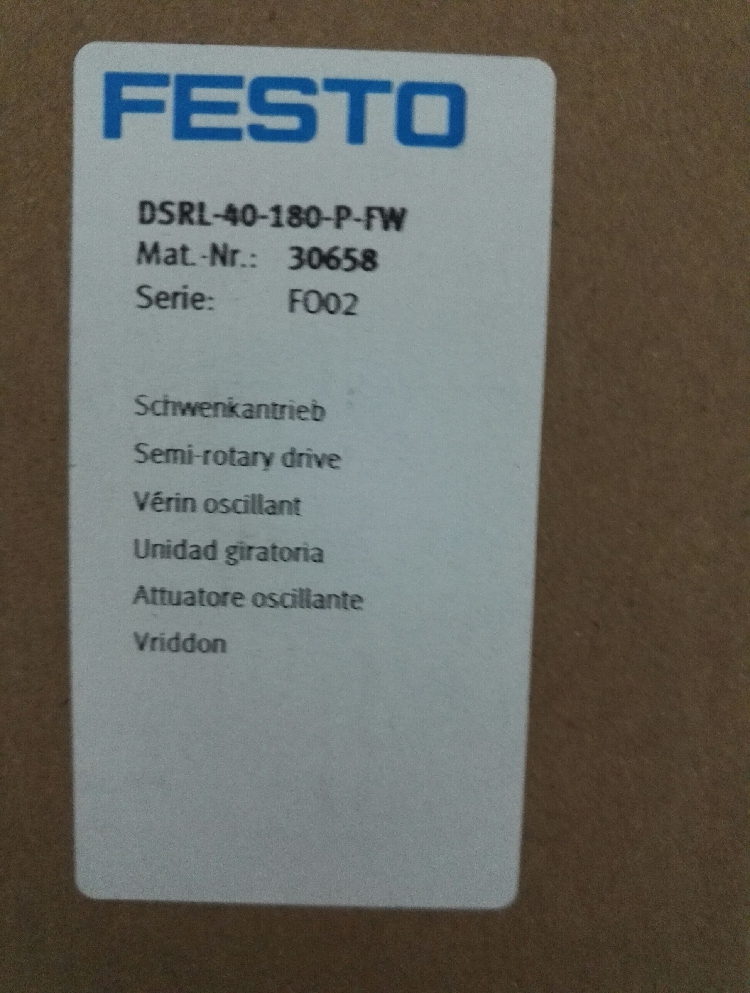 FESTO
DSRL-40-180-P-FW
Mat.-Nr.: 30658
Serie: FO02
Schwenkantrieb
Semi-rotary drive
Vérin oscillant
Unidad giratoria
Attuatore oscillante
Vriddon